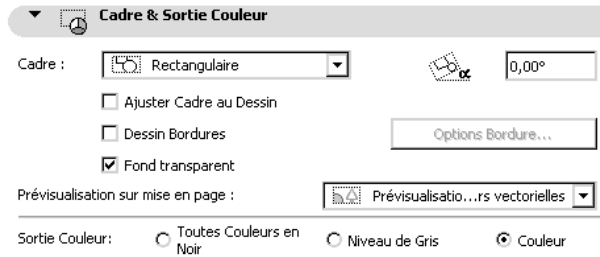 Cadre & Sortie Couleur
Cadre : Rectangulaire α 0,00°
Ajuster Cadre au Dessin
Dessin Bordures Options Bordure...
Fond transparent
Prévisualisation sur mise en page : Prévisualisatio...rs vectorielles
Sortie Couleur: Toutes Couleurs en Noir Niveau de Gris Couleur